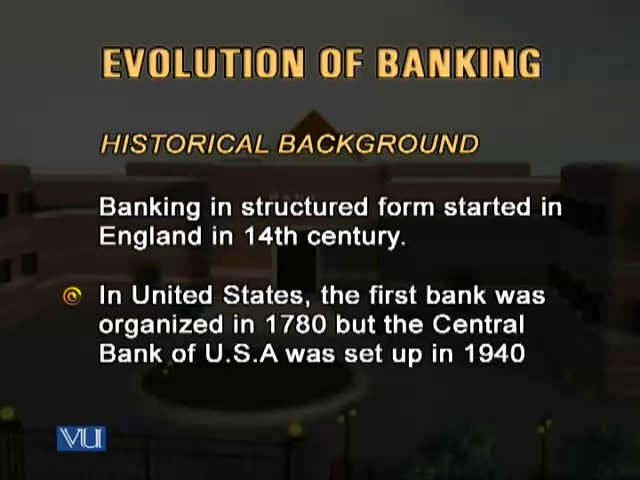 EVOLUTION OF BANKING
HISTORICAL BACKGROUND
Banking in structured form started in
England in 14th century.
In United States, the first bank was
organized in 1780 but the Central
Bank of U.S.A was set up in 1940
VU